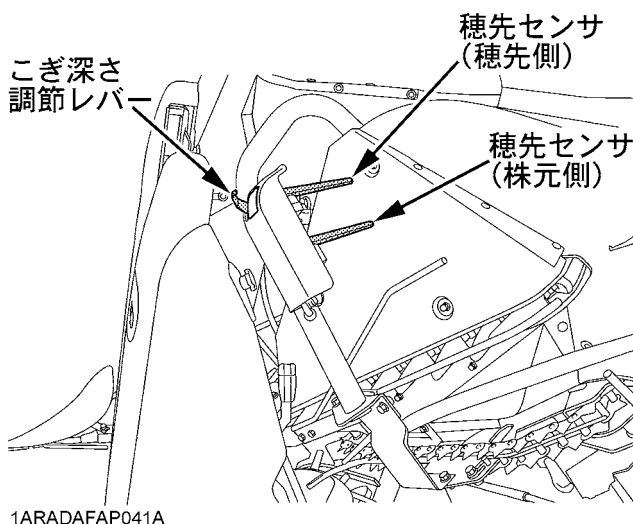 穂先センサ
（穂先側）
こぎ深さ
調節レバー
穂先センサ
（株元側）
1ARADAFAP041A